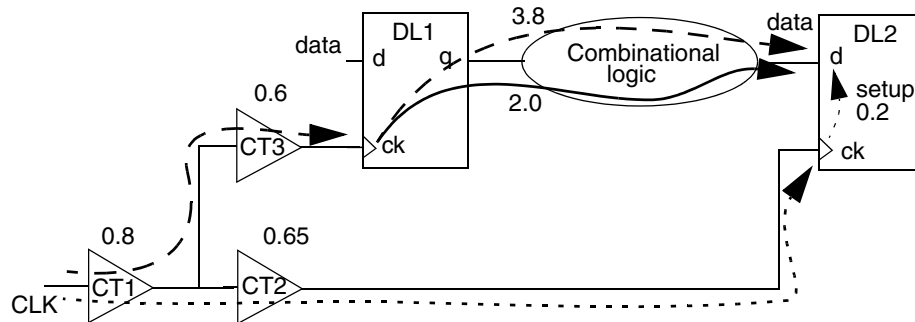 3.8
DL1
DL2
data
data
d
q
Combinational
logic
d
setup
0.2
2.0
0.6
CT3
ck
ck
0.8
0.65
CT1
CT2
CLK